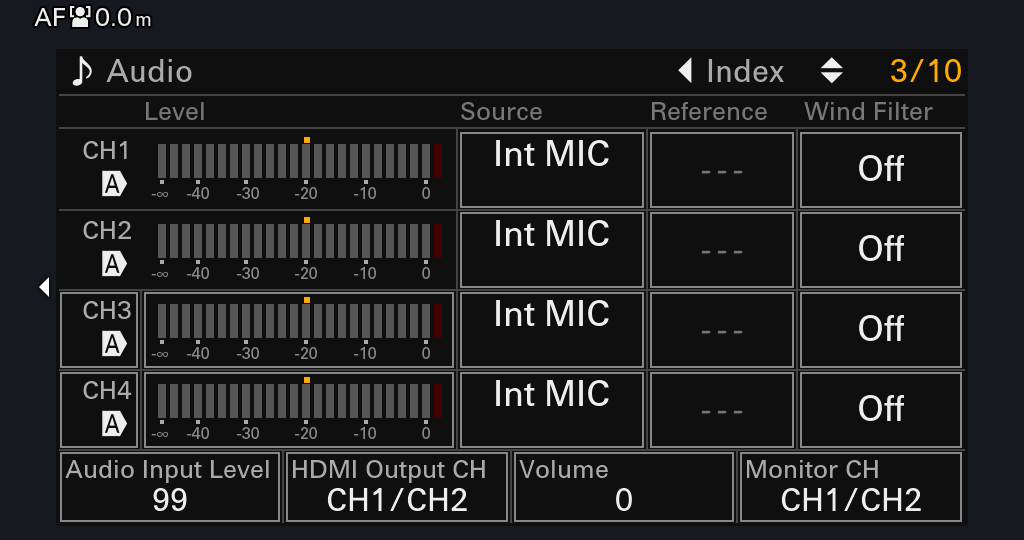 AF 0.0m
Audio Index 3/10
Level Source Reference Wind Filter
CH1 Int MIC --- Off
A -∞ -40 -30 -20 -10 0
CH2 Int MIC --- Off
A -∞ -40 -30 -20 -10 0
CH3 Int MIC --- Off
A -∞ -40 -30 -20 -10 0
CH4 Int MIC --- Off
A -∞ -40 -30 -20 -10 0
Audio Input Level HDMI Output CH Volume Monitor CH
99 CH1/CH2 0 CH1/CH2